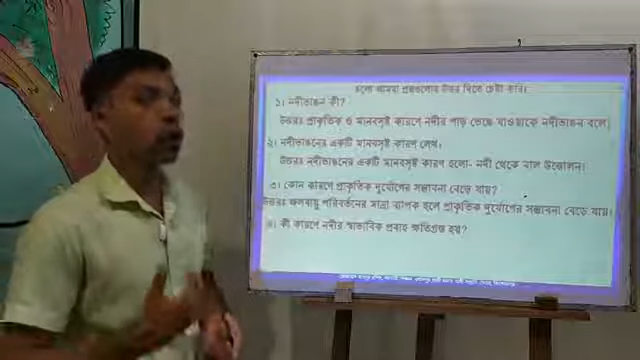 চলো আমরা প্রশ্নগুলোর উত্তর দিতে চেষ্টা করি।
১। নদীভাঙন কী?
উত্তরঃ প্রাকৃতিক ও মানবসৃষ্ট কারণে নদীর পাড় ভেঙ্গে যাওয়াকে নদীভাঙন বলে।
২। নদীভাঙনের একটি মানবসৃষ্ট কারণ লেখ।
উত্তরঃ নদীভাঙনের একটি মানবসৃষ্ট কারণ হলো- নদী থেকে বালু উত্তোলন।
৩। কোন কারণে প্রাকৃতিক দুর্যোগের সম্ভাবনা বেড়ে যায়?
উত্তরঃ জলবায়ু পরিবর্তনের মাত্রা ব্যাপক হলে প্রাকৃতিক দুর্যোগের সম্ভাবনা বেড়ে যায়।
৪। কী কারণে নদীর স্বাভাবিক প্রবাহ ক্ষতিগ্রস্ত হয়?